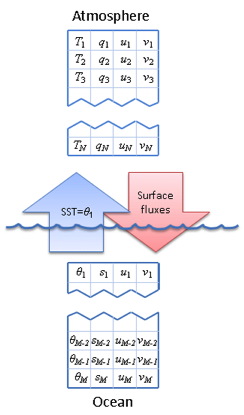 Atmosphere
T1 q1 u1 v1
T2 q2 u2 v2
T3 q3 u3 v3
TN qN uN vN
SST=θ1
Surface
fluxes
θ1 s1 u1 v1
θM-2 sM-2 uM-2 vM-2
θM-1 sM-1 uM-1 vM-1
θM sM uM vM
Ocean